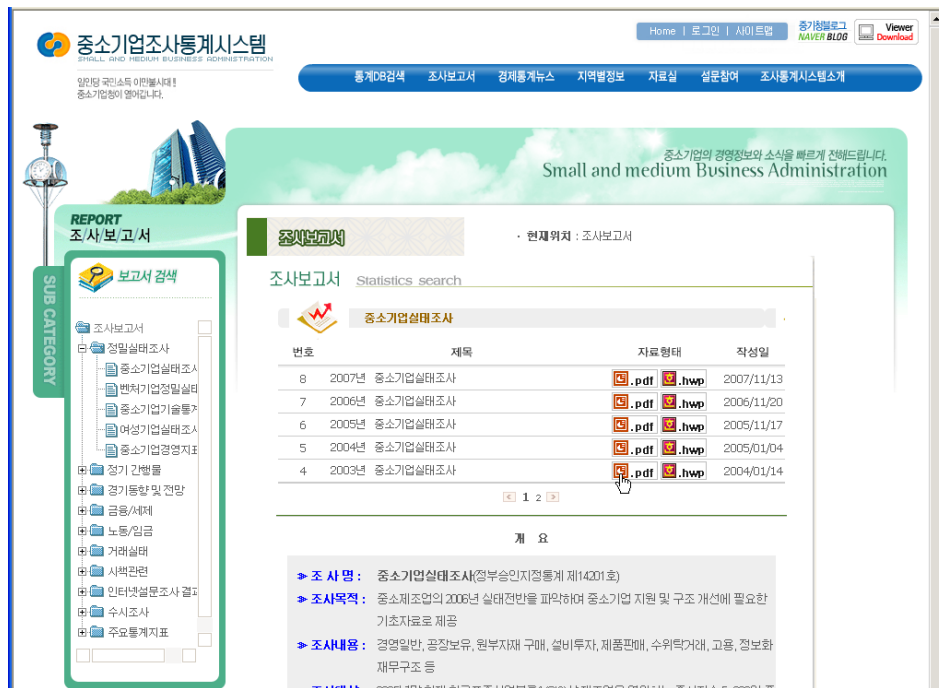 Home | 로그인 | 사이트맵
중기청블로그
NAVER BLOG
Viewer
Download
중소기업조사통계시스템
SMALL AND MEDIUM BUSINESS ADMINISTRATION
일인당 국민소득 이만불시대!
중소기업청이 열어갑니다.
통계DB검색 조사보고서 경제통계뉴스 지역별정보 자료실 설문참여 조사통계시스템소개
중소기업의 경영정보와 소식을 빠르게 전해드립니다.
Small and medium Business Administration
REPORT
조/사/보/고/서
SUB CATEGORY
보고서 검색
조사보고서
정밀실태조사
중소기업실태조사
벤처기업정밀실태
중소기업기술통계
여성기업실태조사
중소기업경영지표
정기 간행물
경기동향 및 전망
금융/세제
노동/임금
거래실태
시책관련
인터넷설문조사 결과
수시조사
주요통계지표
조사보고서
· 현재위치 : 조사보고서
조사보고서 Statistics search
중소기업실태조사
번호 제목 자료형태 작성일
8 2007년 중소기업실태조사 .pdf .hwp 2007/11/13
7 2006년 중소기업실태조사 .pdf .hwp 2006/11/20
6 2005년 중소기업실태조사 .pdf .hwp 2005/11/17
5 2004년 중소기업실태조사 .pdf .hwp 2005/01/04
4 2003년 중소기업실태조사 .pdf .hwp 2004/01/14
1 2
개 요
조 사 명 : 중소기업실태조사(정부승인지정통계 제14201호)
조사목적 : 중소제조업의 2006년 실태전반을 파악하여 중소기업 지원 및 구조 개선에 필요한
기초자료로 제공
조사내용 : 경영일반, 공장보유, 원부자재 구매, 설비투자, 제품판매, 수위탁거래, 고용, 정보화
재무구조 등